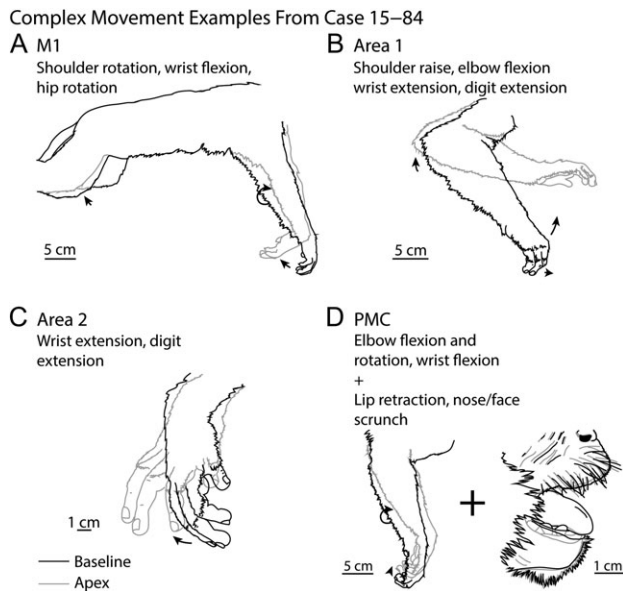 Complex Movement Examples From Case 15–84
A M1
Shoulder rotation, wrist flexion,
hip rotation
5 cm
B Area 1
Shoulder raise, elbow flexion
wrist extension, digit extension
5 cm
C Area 2
Wrist extension, digit
extension
1 cm
Baseline
Apex
D PMC
Elbow flexion and
rotation, wrist flexion
+
Lip retraction, nose/face
scrunch
+
5 cm
1 cm